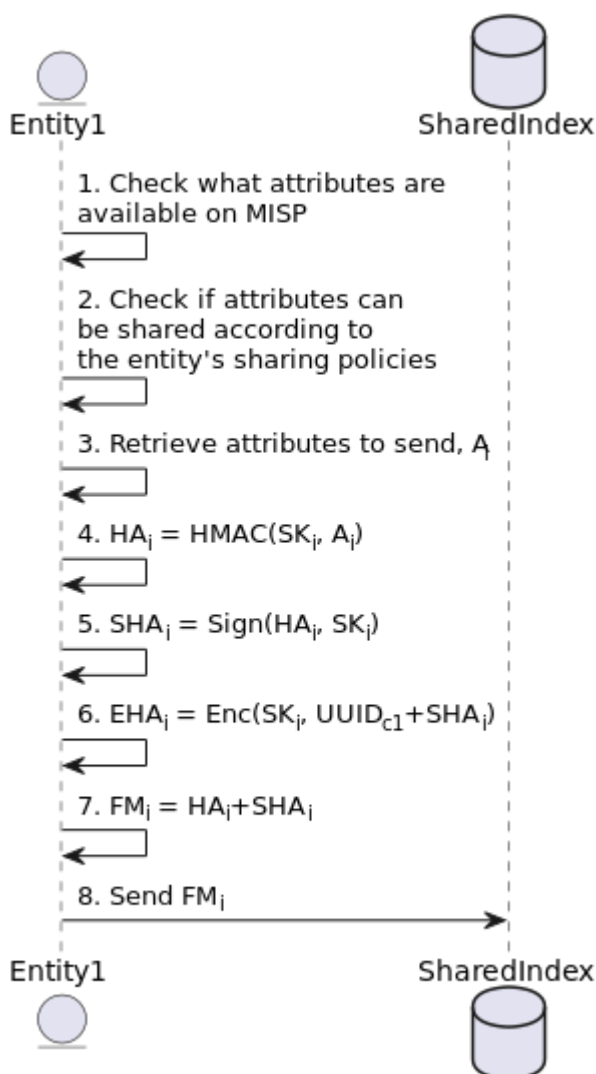 Entity1 SharedIndex
1. Check what attributes are
available on MISP
2. Check if attributes can
be shared according to
the entity's sharing policies
3. Retrieve attributes to send, Ai
4. HAi = HMAC(SKi, Ai)
5. SHAi = Sign(HAi, SKi)
6. EHAi = Enc(SKi, UUIDc1+SHAi)
7. FMi = HAi+SHAi
8. Send FMi
Entity1 SharedIndex